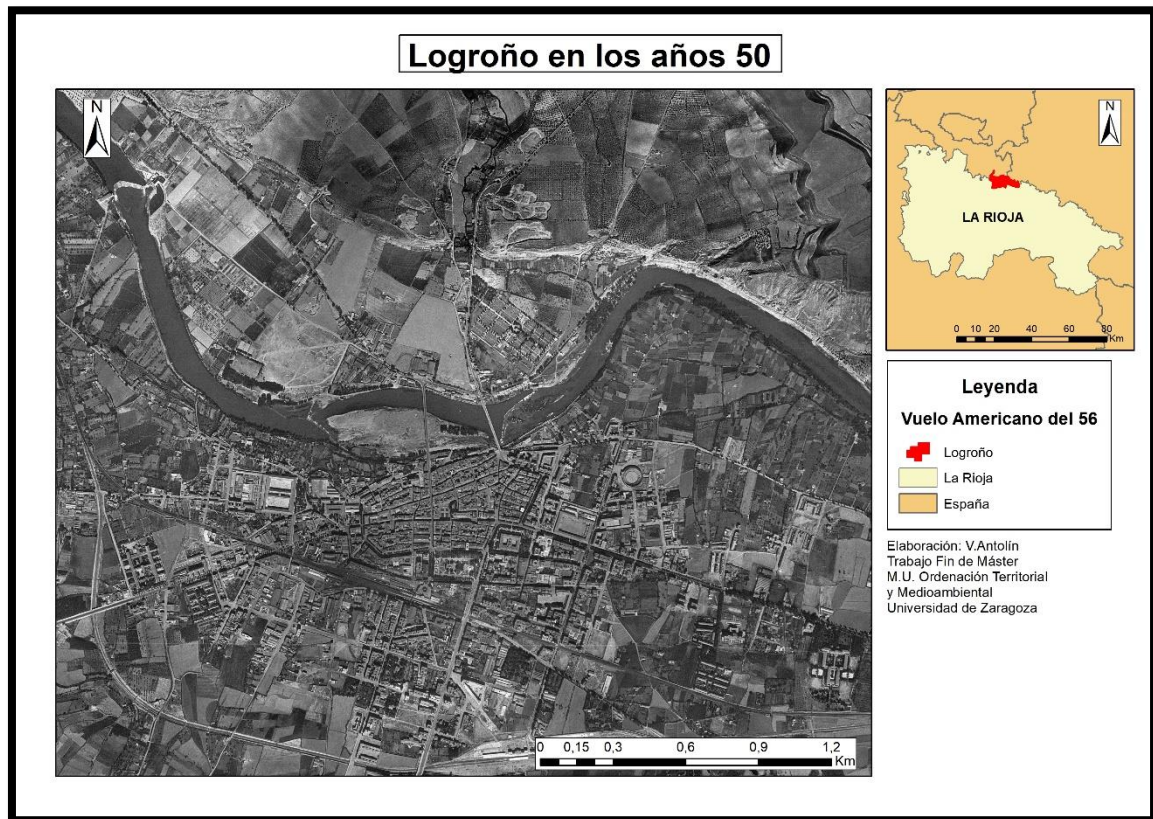 Logroño en los años 50
N
0 0,15 0,3 0,6 0,9 1,2
Km
N
LA RIOJA
0 10 20 40 60 80
Km
Leyenda
Vuelo Americano del 56
Logroño
La Rioja
España
Elaboración: V.Antolín
Trabajo Fin de Máster
M.U. Ordenación Territorial
y Medioambiental
Universidad de Zaragoza